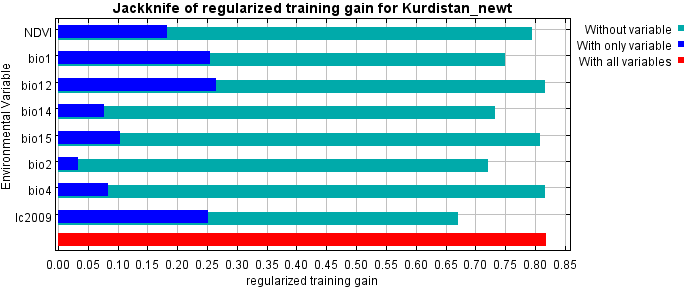 Jackknife of regularized training gain for Kurdistan_newt
Environmental Variable
NDVI
bio1
bio12
bio14
bio15
bio2
bio4
lc2009
Without variable
With only variable
With all variables
0.00 0.05 0.10 0.15 0.20 0.25 0.30 0.35 0.40 0.45 0.50 0.55 0.60 0.65 0.70 0.75 0.80 0.85
regularized training gain